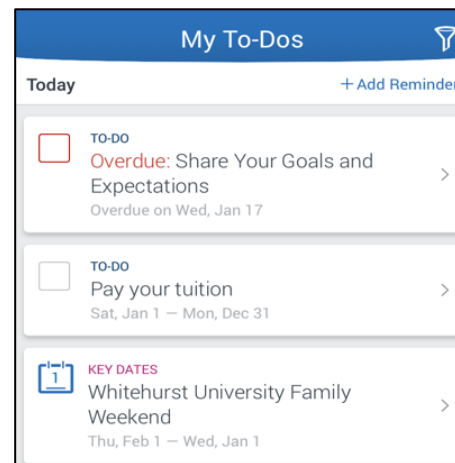 My To-Dos
Today
+ Add Reminder
TO-DO
Overdue: Share Your Goals and
Expectations
Overdue on Wed, Jan 17
TO-DO
Pay your tuition
Sat, Jan 1 — Mon, Dec 31
1
KEY DATES
Whitehurst University Family
Weekend
Thu, Feb 1 — Wed, Jan 1